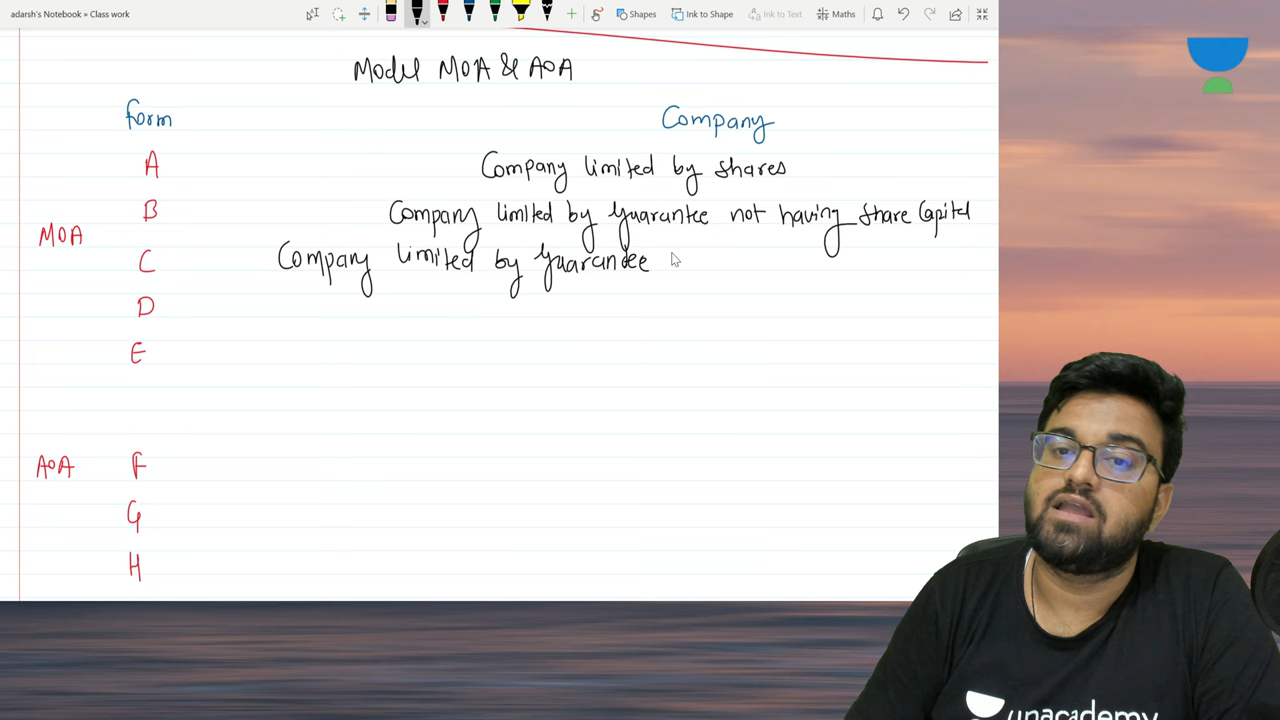 adarsh's Notebook » Class work
Shapes Ink to Shape Ink to Text Maths
Model MOA & AOA
form Company
A Company limited by shares
B Company limited by guarantee not having share Capital
MOA
C Company limited by guarantee
D
E
AOA F
G
H
unacademy